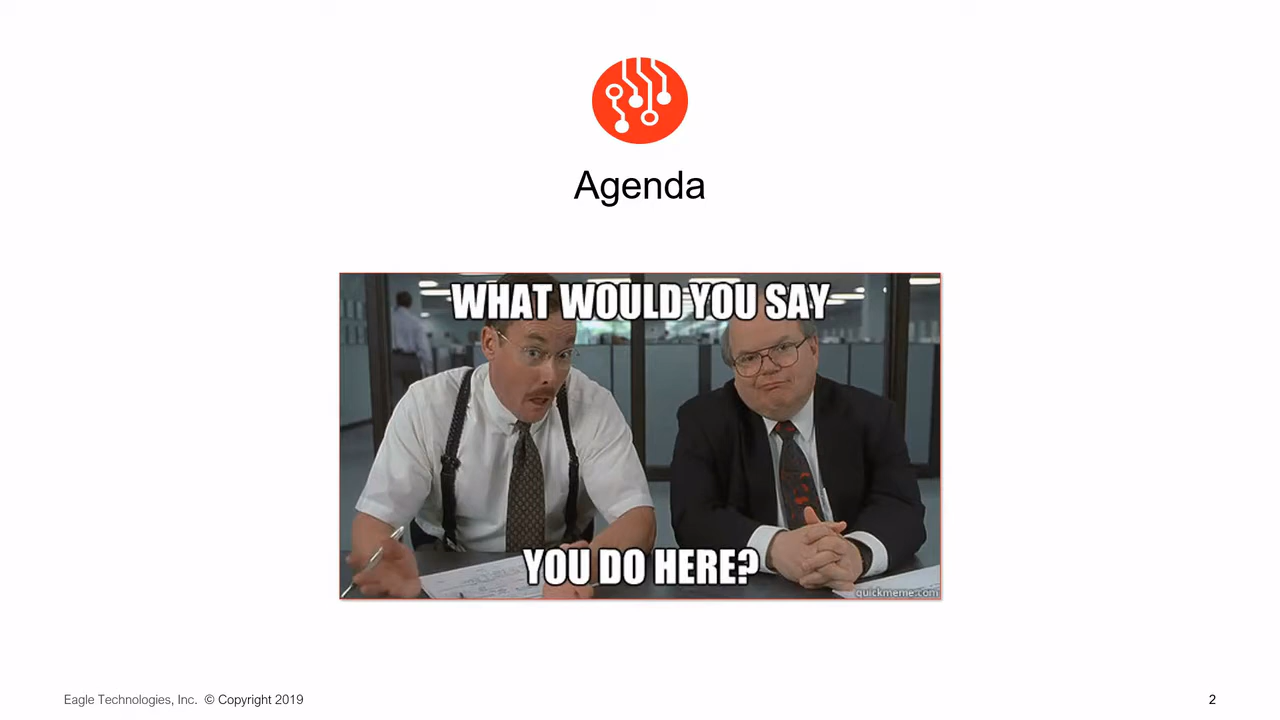 Agenda
WHAT WOULD YOU SAY
YOU DO HERE?
quickmeme.com
Eagle Technologies, Inc. © Copyright 2019
2